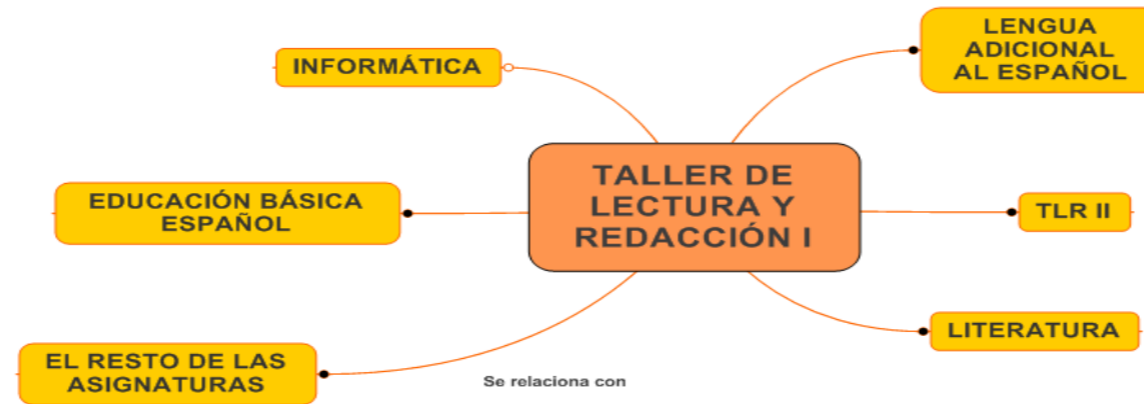 LENGUA
ADICIONAL
AL ESPAÑOL
INFORMÁTICA
TALLER DE
LECTURA Y
REDACCIÓN I
EDUCACIÓN BÁSICA
ESPAÑOL
TLR II
LITERATURA
EL RESTO DE LAS
ASIGNATURAS
Se relaciona con